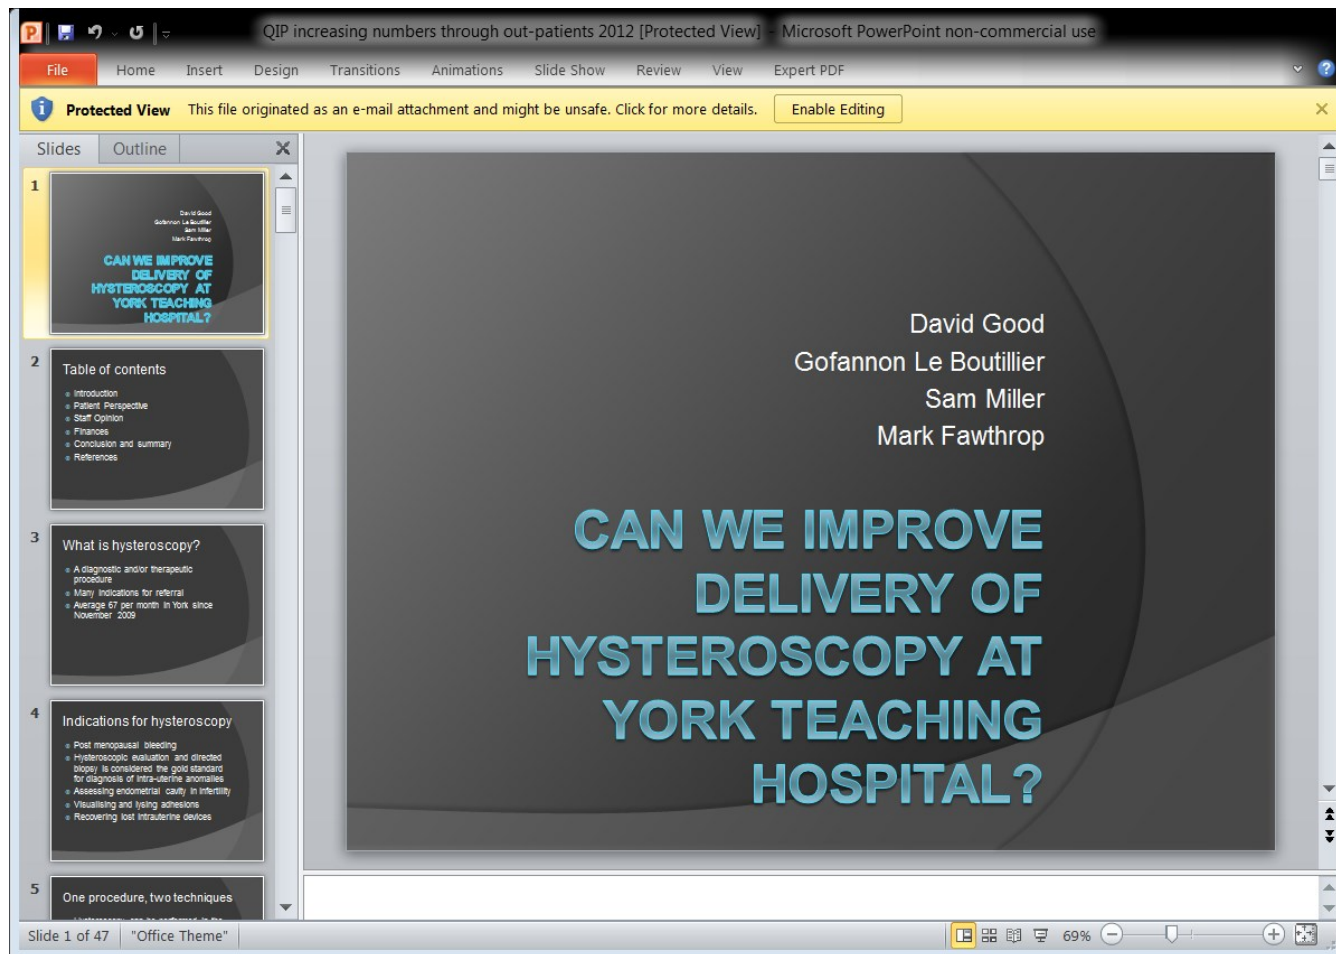 QIP increasing numbers through out-patients 2012 [Protected View] - Microsoft PowerPoint non-commercial use
File Home Insert Design Transitions Animations Slide Show Review View Expert PDF
Protected View This file originated as an e-mail attachment and might be unsafe. Click for more details. Enable Editing
Slides Outline
1
David Good
Gofannon Le Boutillier
Sam Miller
Mark Fawthrop
CAN WE IMPROVE
DELIVERY OF
HYSTEROSCOPY AT
YORK TEACHING
HOSPITAL?
2
Table of contents
Introduction
Patient Perspective
Staff Opinion
Finances
Conclusion and summary
References
3
What is hysteroscopy?
A diagnostic and/or therapeutic
procedure
Many indications for referral
Average 67 per month in York since
November 2009
4
Indications for hysteroscopy
Post menopausal bleeding
Hysteroscopic evaluation and directed
biopsy is considered the gold standard
for diagnosis of intra-uterine anomalies
Assessing endometrial cavity in infertility
Visualising and lysing adhesions
Recovering lost intrauterine devices
5
One procedure, two techniques
David Good
Gofannon Le Boutillier
Sam Miller
Mark Fawthrop
CAN WE IMPROVE
DELIVERY OF
HYSTEROSCOPY AT
YORK TEACHING
HOSPITAL?
Slide 1 of 47 "Office Theme" 69%